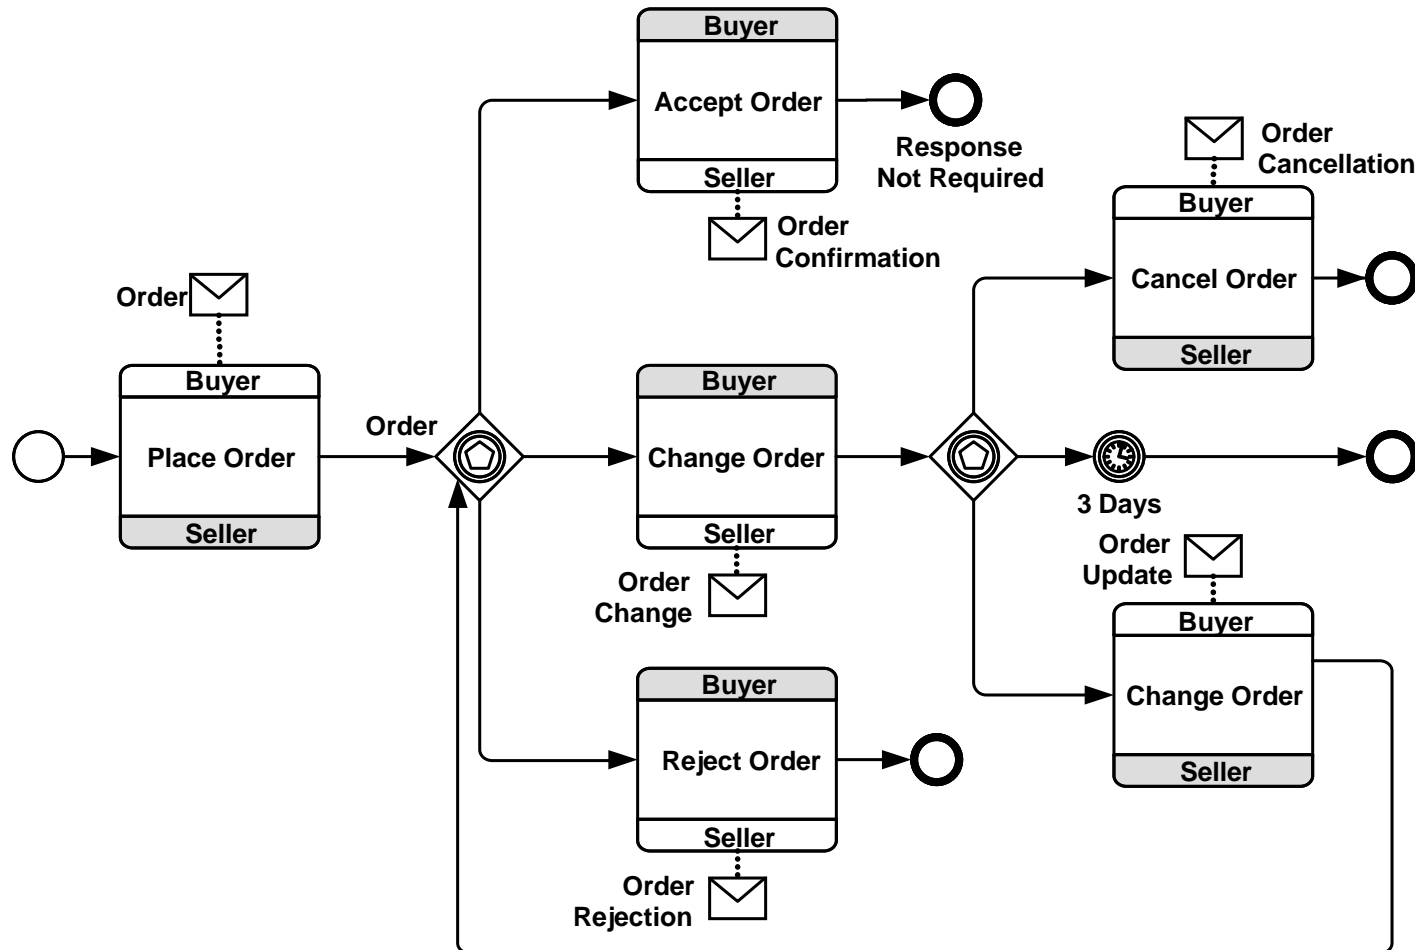 Buyer
Accept Order
Seller
Response
Not Required
Order
Confirmation
Order
Cancellation
Buyer
Cancel Order
Seller
Order
Buyer
Place Order
Seller
Order
Buyer
Change Order
Seller
Order
Change
3 Days
Order
Update
Buyer
Change Order
Seller
Buyer
Reject Order
Seller
Order
Rejection